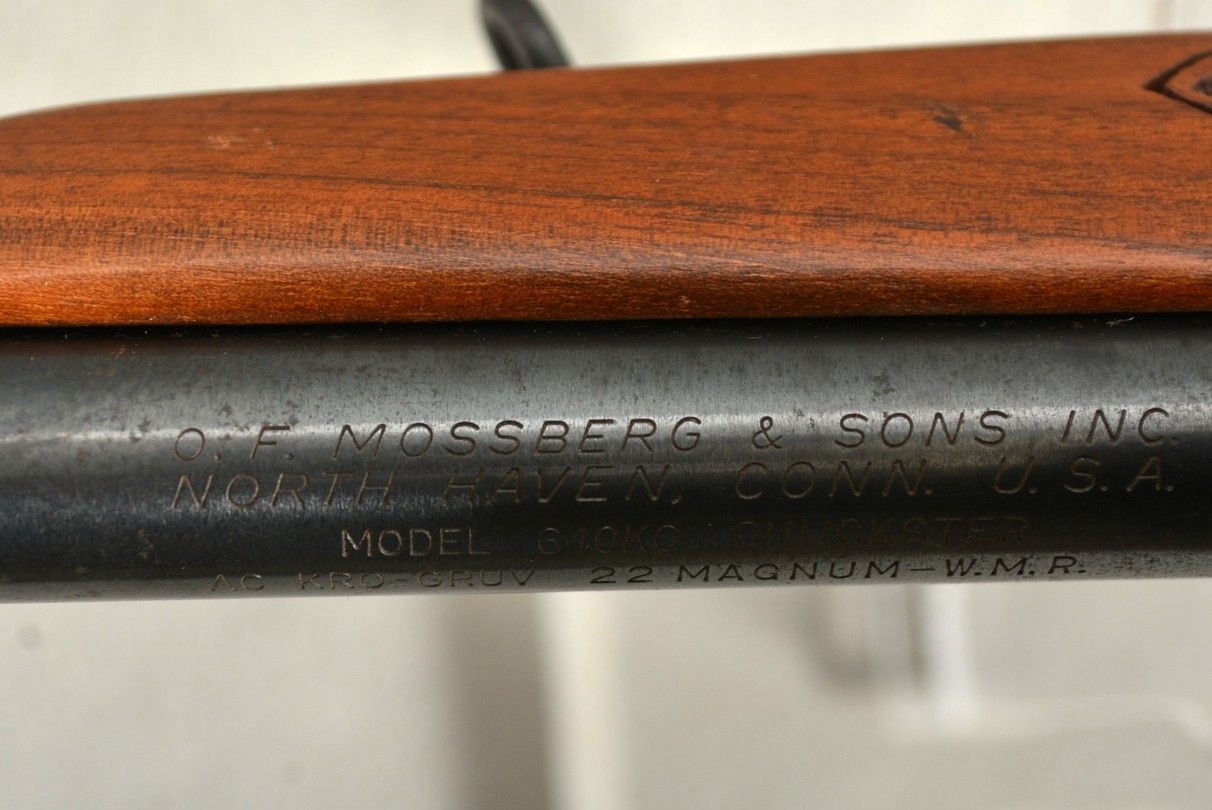 O. F. MOSSBERG & SONS INC.
NORTH HAVEN, CONN. U.S.A.
MODEL 640KC CHUCKSTER
AC-KRO-GRUV 22 MAGNUM-W.M.R.